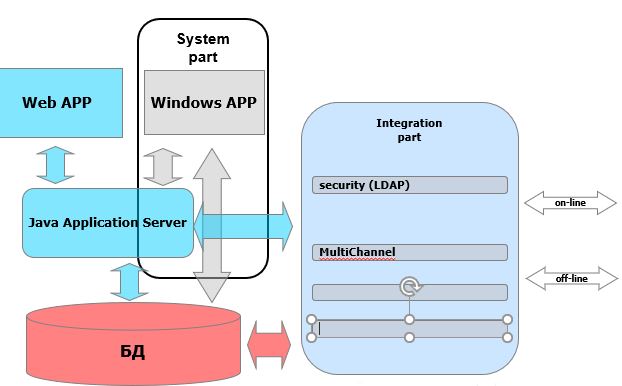 System
part
Web APP
Windows APP
Integration
part
security (LDAP)
on-line
Java Application Server
MultiChannel
off-line
БД